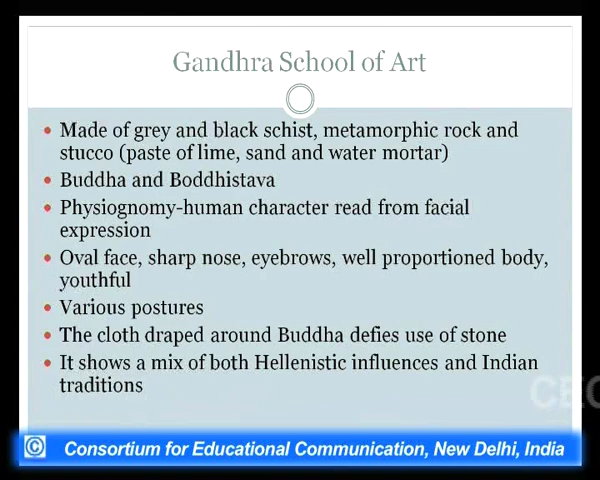 Gandhra School of Art
• Made of grey and black schist, metamorphic rock and
stucco (paste of lime, sand and water mortar)
• Buddha and Boddhistava
• Physiognomy-human character read from facial
expression
• Oval face, sharp nose, eyebrows, well proportioned body,
youthful
• Various postures
• The cloth draped around Buddha defies use of stone
• It shows a mix of both Hellenistic influences and Indian
traditions
CEC
© Consortium for Educational Communication, New Delhi, India